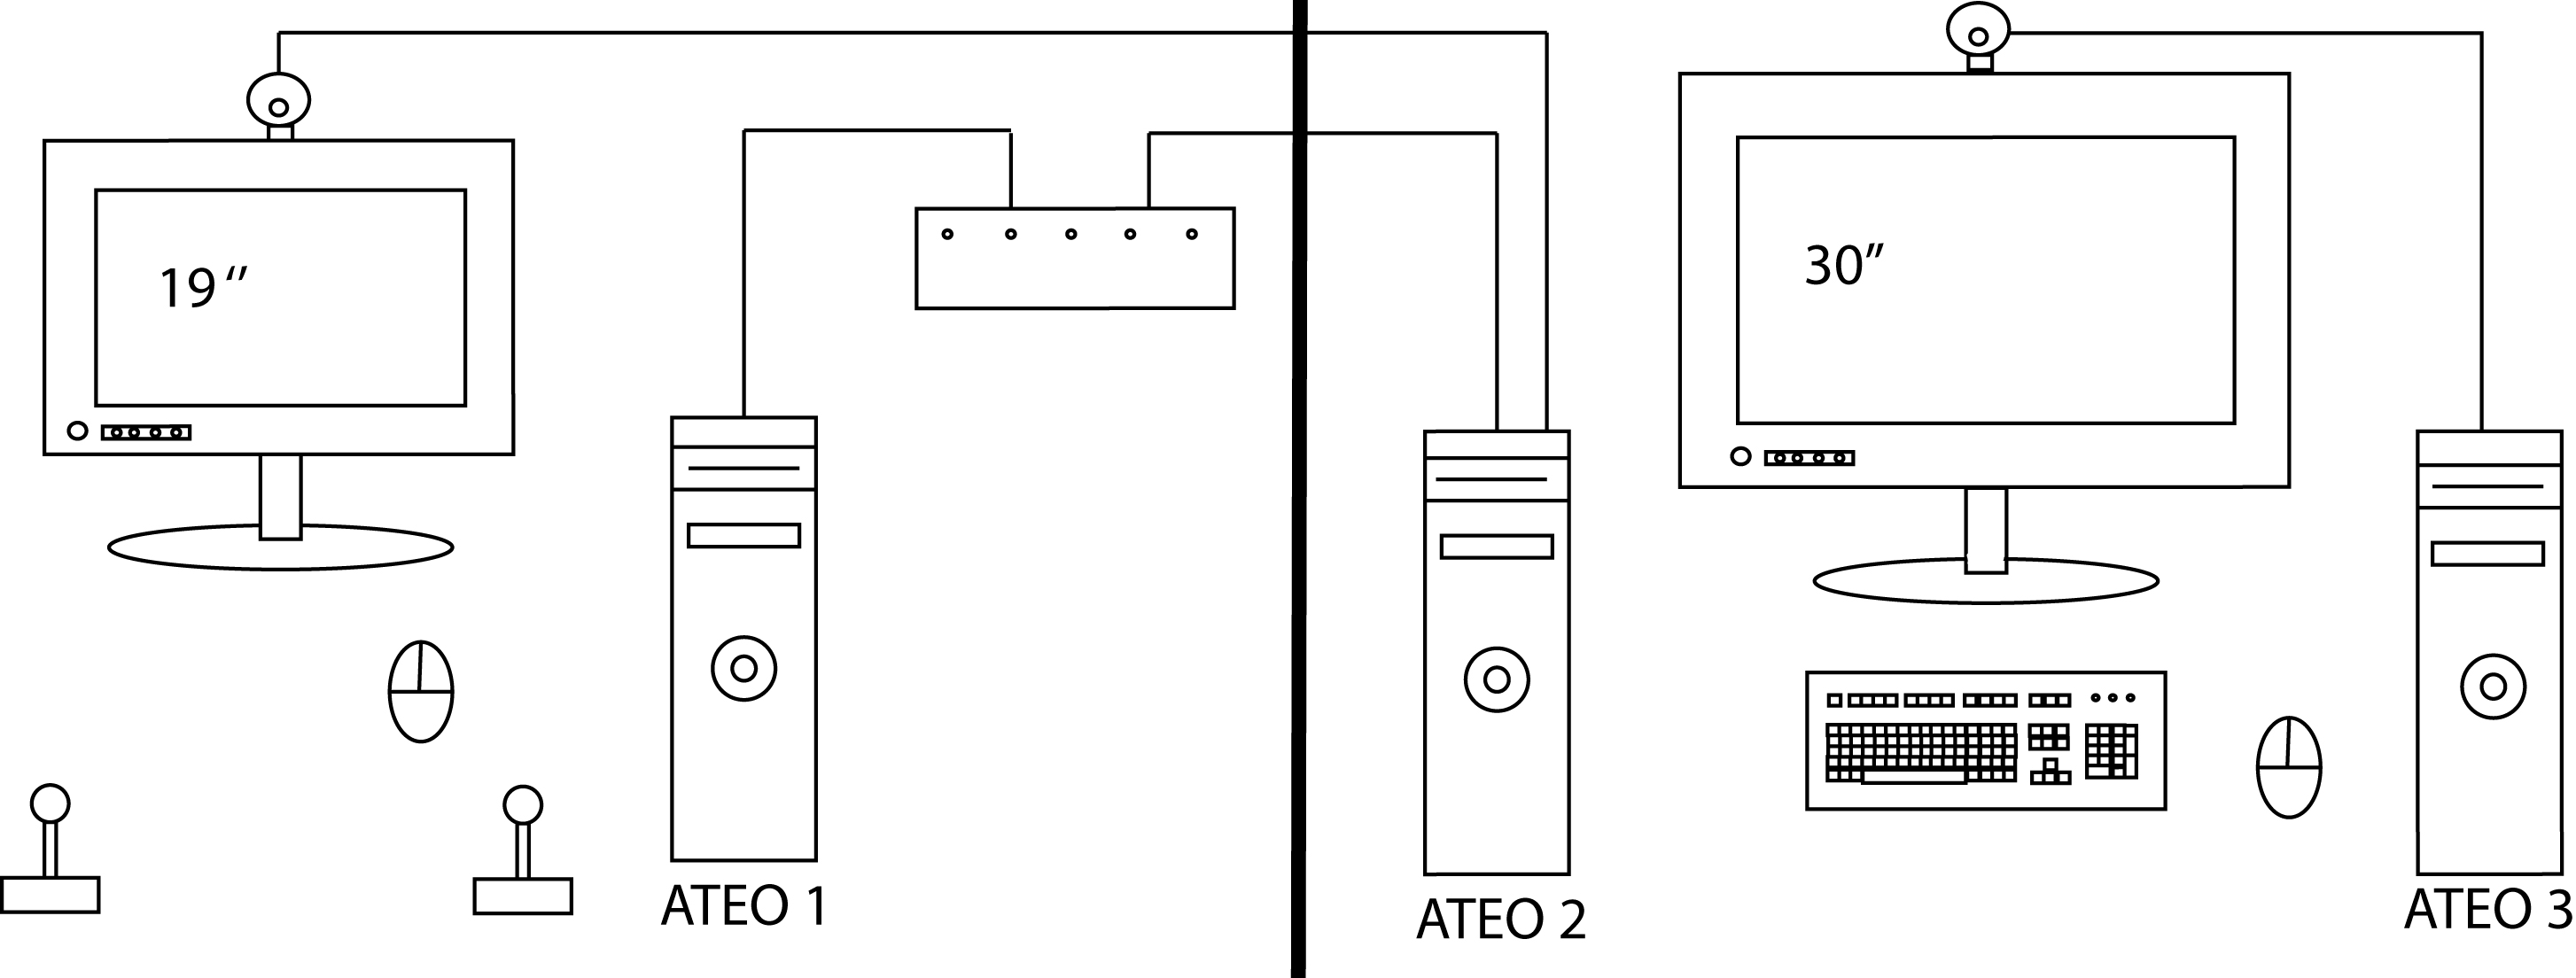 19 “
30”
ATEO 1
ATEO 2
ATEO 3